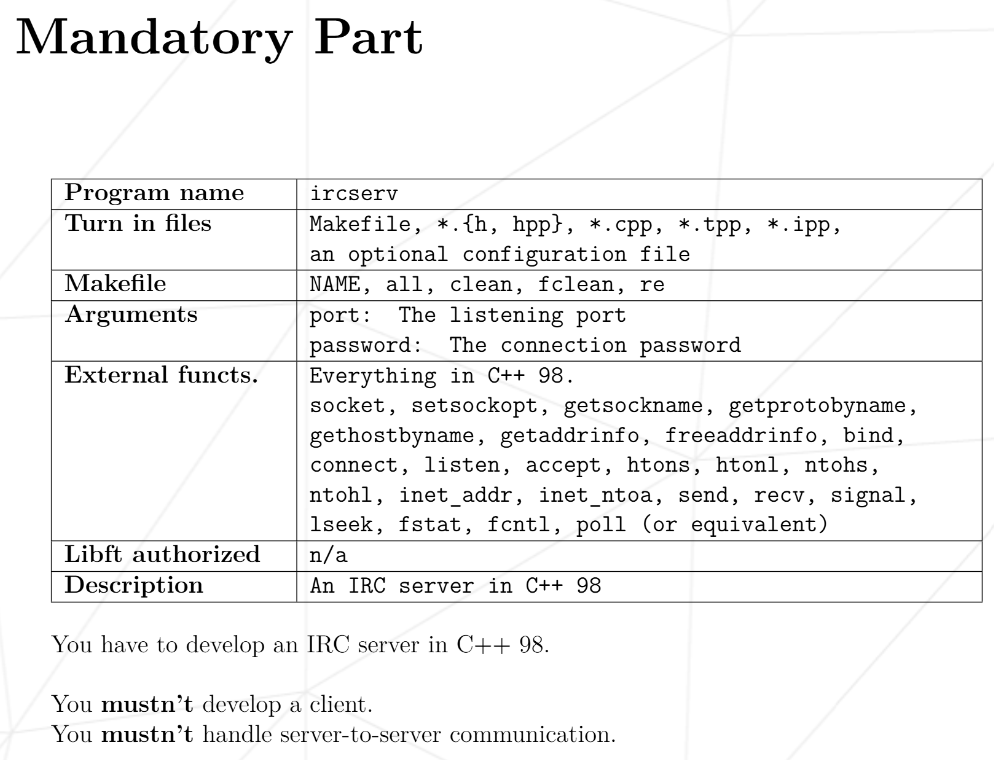 Mandatory Part
Program name ircserv
Turn in files Makefile, *.{h, hpp}, *.cpp, *.tpp, *.ipp,
an optional configuration file
Makefile NAME, all, clean, fclean, re
Arguments port: The listening port
password: The connection password
External functs. Everything in C++ 98.
socket, setsockopt, getsockname, getprotobyname,
gethostbyname, getaddrinfo, freeaddrinfo, bind,
connect, listen, accept, htons, htonl, ntohs,
ntohl, inet_addr, inet_ntoa, send, recv, signal,
lseek, fstat, fcntl, poll (or equivalent)
Libft authorized n/a
Description An IRC server in C++ 98
You have to develop an IRC server in C++ 98.
You mustn't develop a client.
You mustn't handle server-to-server communication.